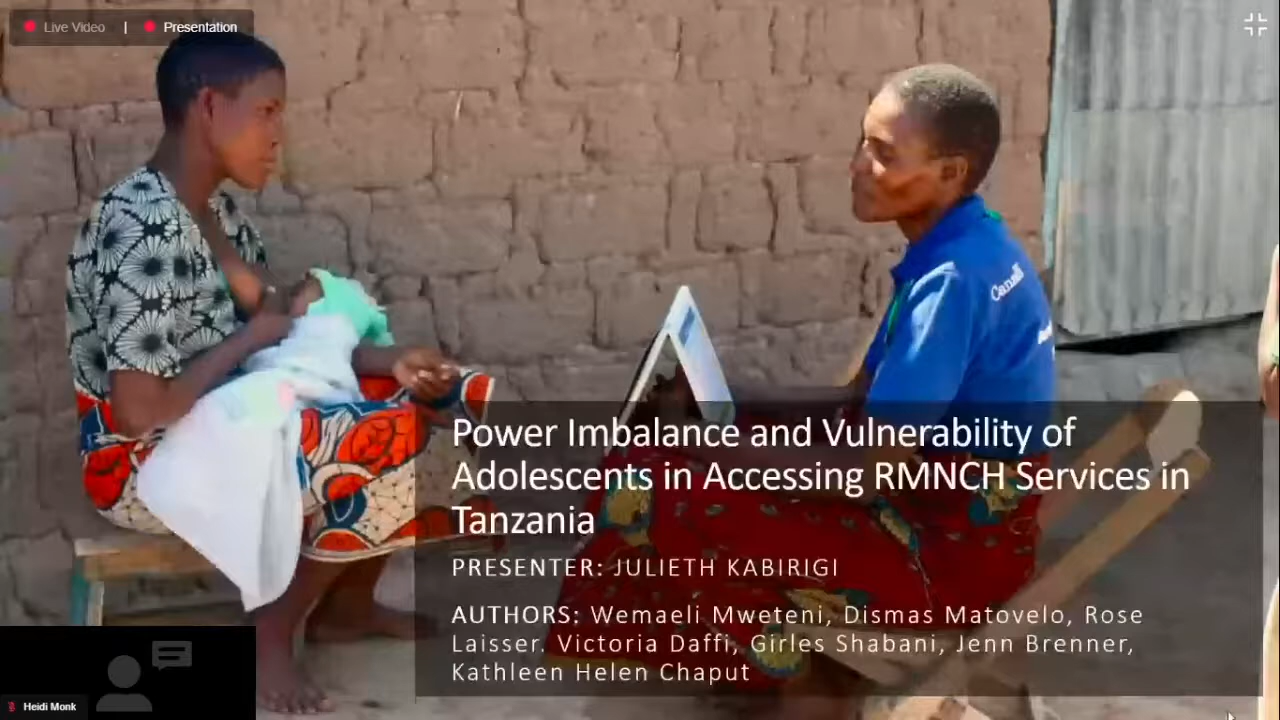 Live Video | Presentation
Canada
Power Imbalance and Vulnerability of
Adolescents in Accessing RMNCH Services in
Tanzania
PRESENTER: JULIETH KABIRIGI
AUTHORS: Wemaeli Mweteni, Dismas Matovelo, Rose
Laisser. Victoria Daffi, Girles Shabani, Jenn Brenner,
Kathleen Helen Chaput
Heidi Monk